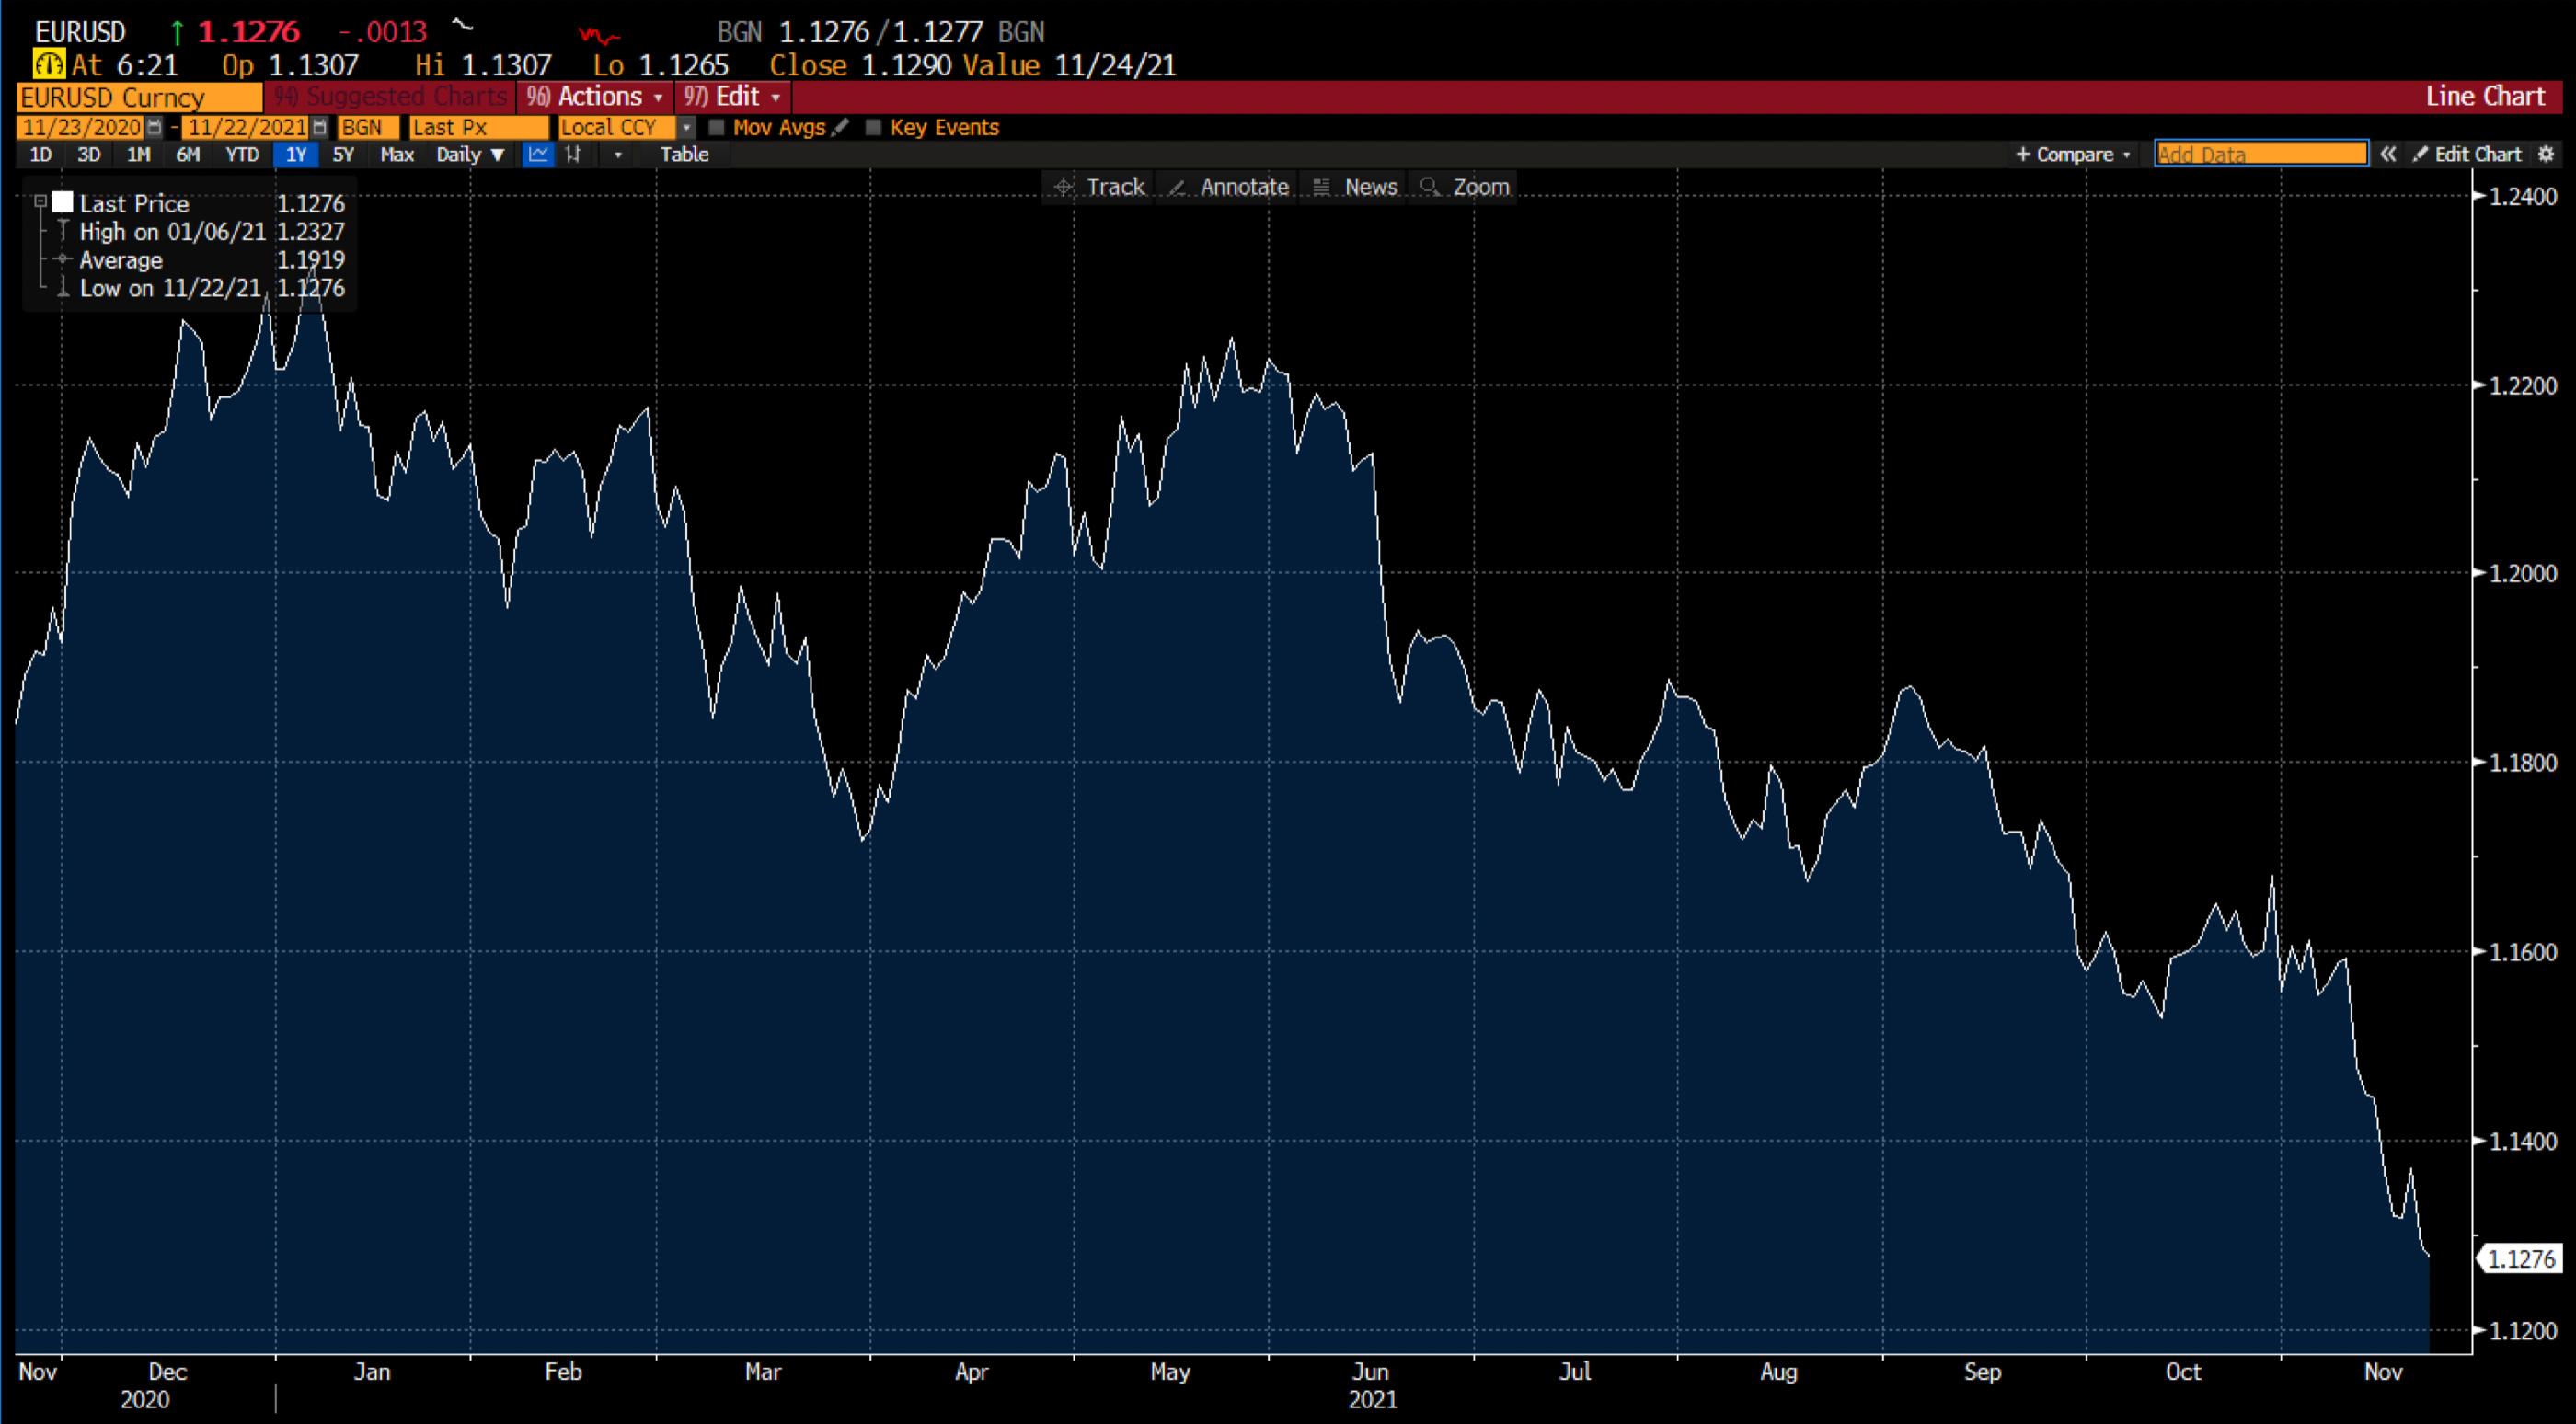 EURUSD ↑ 1.1276 -.0013 BGN 1.1276/1.1277 BGN
At 6:21 Op 1.1307 Hi 1.1307 Lo 1.1265 Close 1.1290 Value 11/24/21
EURUSD Curncy 94) Suggested Charts 96) Actions 97) Edit Line Chart
11/23/2020 - 11/22/2021 BGN Last Px Local CCY Mov Avgs Key Events
1D 3D 1M 6M YTD 1Y 5Y Max Daily ▼ Table + Compare Add Data « Edit Chart
Track Annotate News Zoom
Last Price 1.1276
High on 01/06/21 1.2327
Average 1.1919
Low on 11/22/21 1.1276
1.2400
1.2200
1.2000
1.1800
1.1600
1.1400
1.1276
1.1200
Nov Dec Jan Feb Mar Apr May Jun Jul Aug Sep Oct Nov
2020 2021